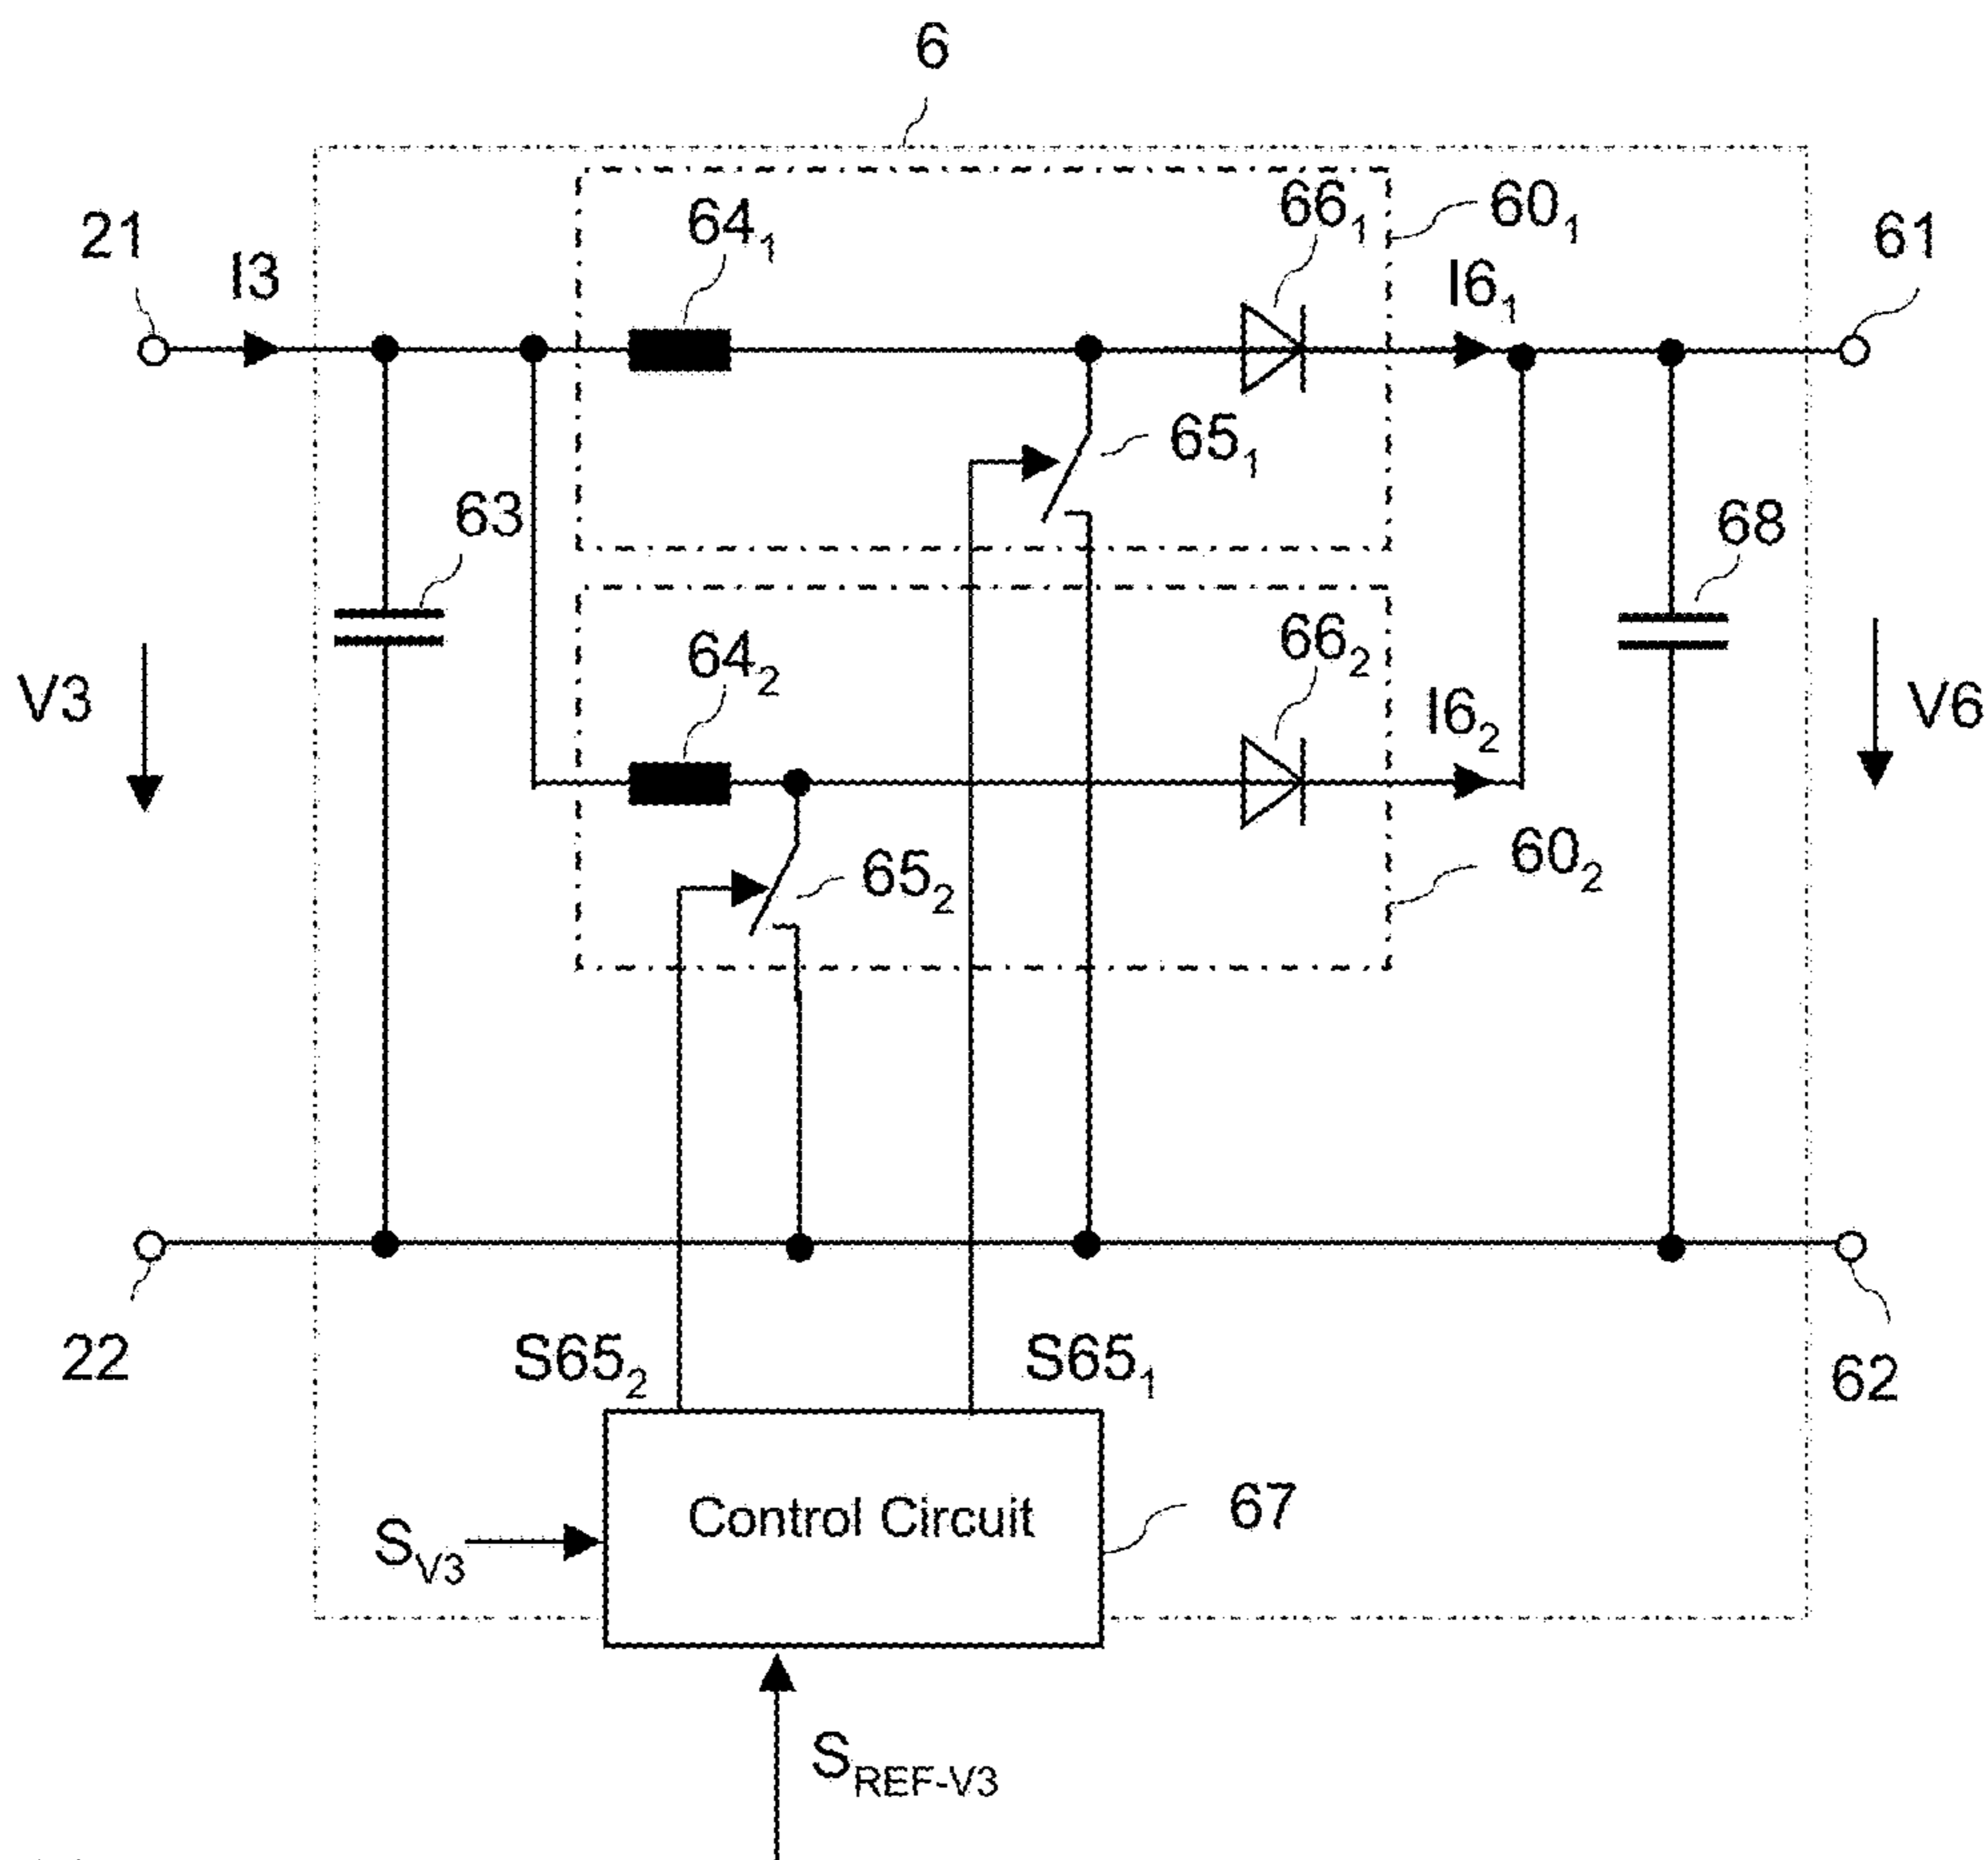 6
21
I3
64₁
66₁
60₁
I6₁
61
65₁
63
68
V3
64₂
66₂
I6₂
V6
65₂
60₂
22
S65₂
S65₁
62
Control Circuit
67
S_V3
S_REF-V3